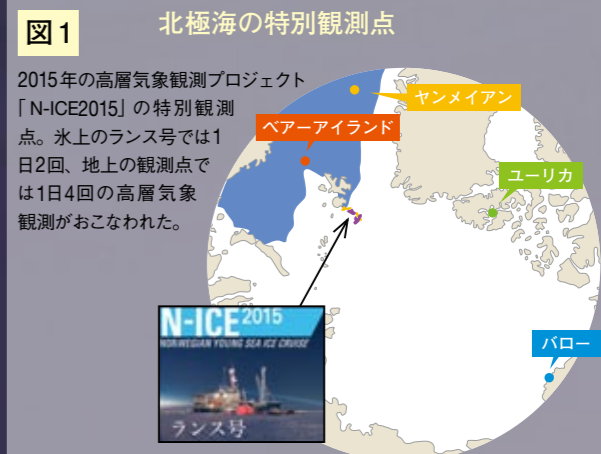 図1
北極海の特別観測点
2015年の高層気象観測プロジェクト
「N-ICE2015」の特別観測
点。氷上のランス号では1
日2回、地上の観測点で
は1日4回の高層気象
観測がおこなわれた。
ヤンメイアン
ベアーアイランド
ユーリカ
バロー
N-ICE2015
NORWEGIAN YOUNG SEA ICE CRUISE
ランス号